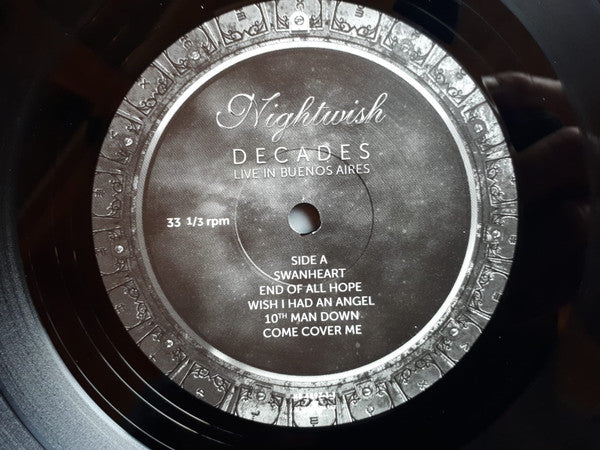 Nightwish
DECADES
LIVE IN BUENOS AIRES
33 1/3 rpm
SIDE A
SWANHEART
END OF ALL HOPE
WISH I HAD AN ANGEL
10TH MAN DOWN
COME COVER ME